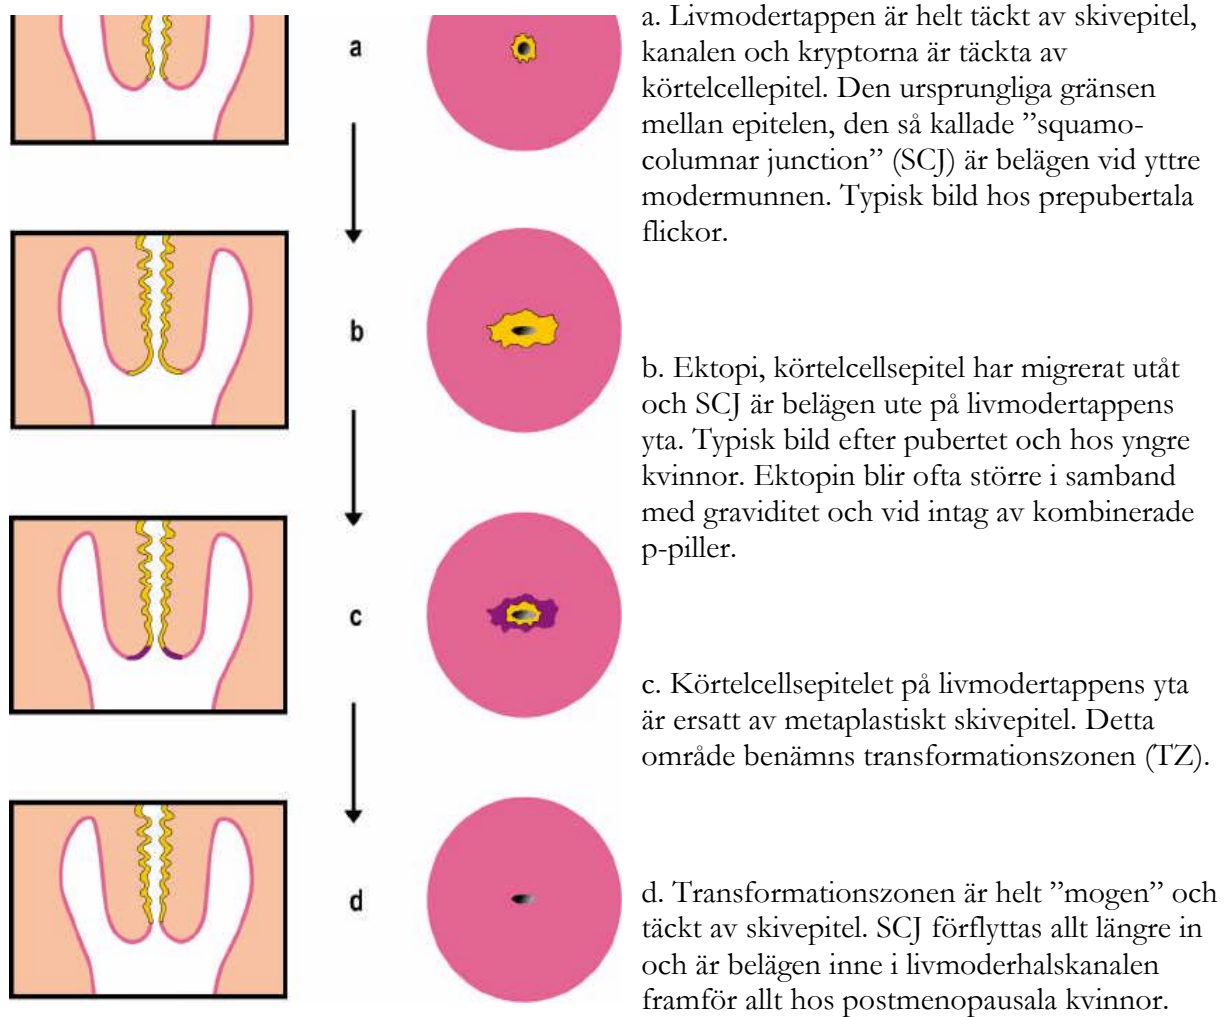 a
a. Livmodertappen är helt täckt av skivepitel,
kanalen och kryptorna är täckta av
körtelcellepitel. Den ursprungliga gränsen
mellan epitelen, den så kallade ”squamo-
columnar junction” (SCJ) är belägen vid yttre
modermunnen. Typisk bild hos prepubertala
flickor.
b
b. Ektopi, körtelcellsepitel har migrerat utåt
och SCJ är belägen ute på livmodertappens
yta. Typisk bild efter pubertet och hos yngre
kvinnor. Ektopin blir ofta större i samband
med graviditet och vid intag av kombinerade
p-piller.
c
c. Körtelcellsepitelet på livmodertappens yta
är ersatt av metaplastiskt skivepitel. Detta
område benämns transformationszonen (TZ).
d
d. Transformationszonen är helt ”mogen” och
täckt av skivepitel. SCJ förflyttas allt längre in
och är belägen inne i livmoderhalskanalen
framför allt hos postmenopausala kvinnor.